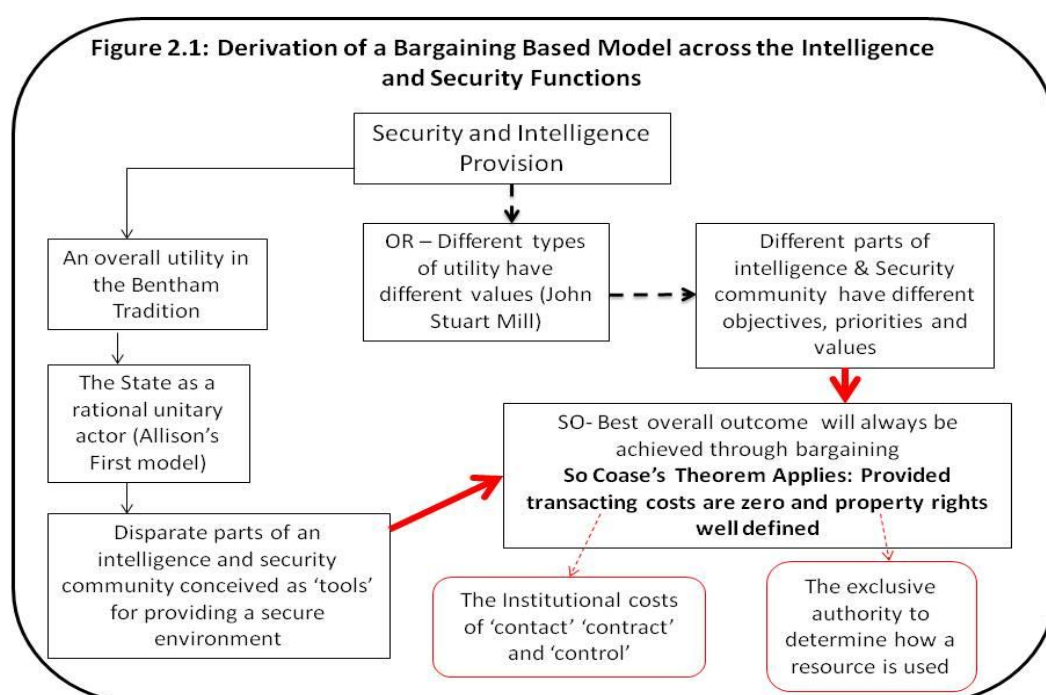 Figure 2.1: Derivation of a Bargaining Based Model across the Intelligence
and Security Functions
Security and Intelligence
Provision
An overall utility in
the Bentham
Tradition
OR – Different types
of utility have
different values (John
Stuart Mill)
Different parts of
intelligence & Security
community have different
objectives, priorities and
values
The State as a
rational unitary
actor (Allison's
First model)
SO- Best overall outcome will always be
achieved through bargaining
So Coase's Theorem Applies: Provided
transacting costs are zero and property rights
well defined
Disparate parts of an
intelligence and security
community conceived as 'tools'
for providing a secure
environment
The Institutional costs
of 'contact' 'contract'
and 'control'
The exclusive
authority to
determine how a
resource is used